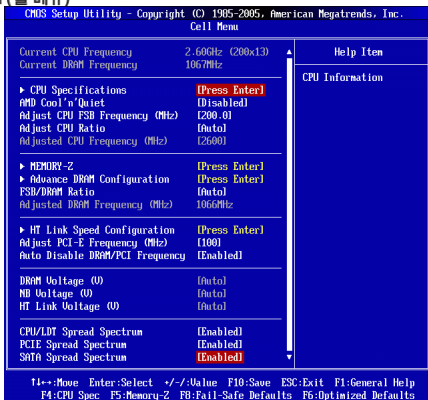 CMOS Setup Utility - Copyright (C) 1985-2005, American Megatrends, Inc.
Cell Menu
Current CPU Frequency 2.60GHz (200x13)
Current DRAM Frequency 1067MHz
▶ CPU Specifications [Press Enter]
AMD Cool'n'Quiet [Disabled]
Adjust CPU FSB Frequency (MHz) [200.0]
Adjust CPU Ratio [Auto]
Adjusted CPU Frequency (MHz) [2600]
▶ MEMORY-Z [Press Enter]
▶ Advance DRAM Configuration [Press Enter]
FSB/DRAM Ratio [Auto]
Adjusted DRAM Frequency (MHz) 1066MHz
▶ HT Link Speed Configuration [Press Enter]
Adjust PCI-E Frequency (MHz) [100]
Auto Disable DRAM/PCI Frequency [Enabled]
DRAM Voltage (V) [Auto]
NB Voltage (V) [Auto]
HT Link Voltage (V) [Auto]
CPU/LDT Spread Spectrum [Enabled]
PCIE Spread Spectrum [Enabled]
SATA Spread Spectrum [Enabled]
Help Item
CPU Information
↑↓←→:Move Enter:Select +/-/:Value F10:Save ESC:Exit F1:General Help
F4:CPU Spec F5:Memory-Z F8:Fail-Safe Defaults F6:Optimized Defaults